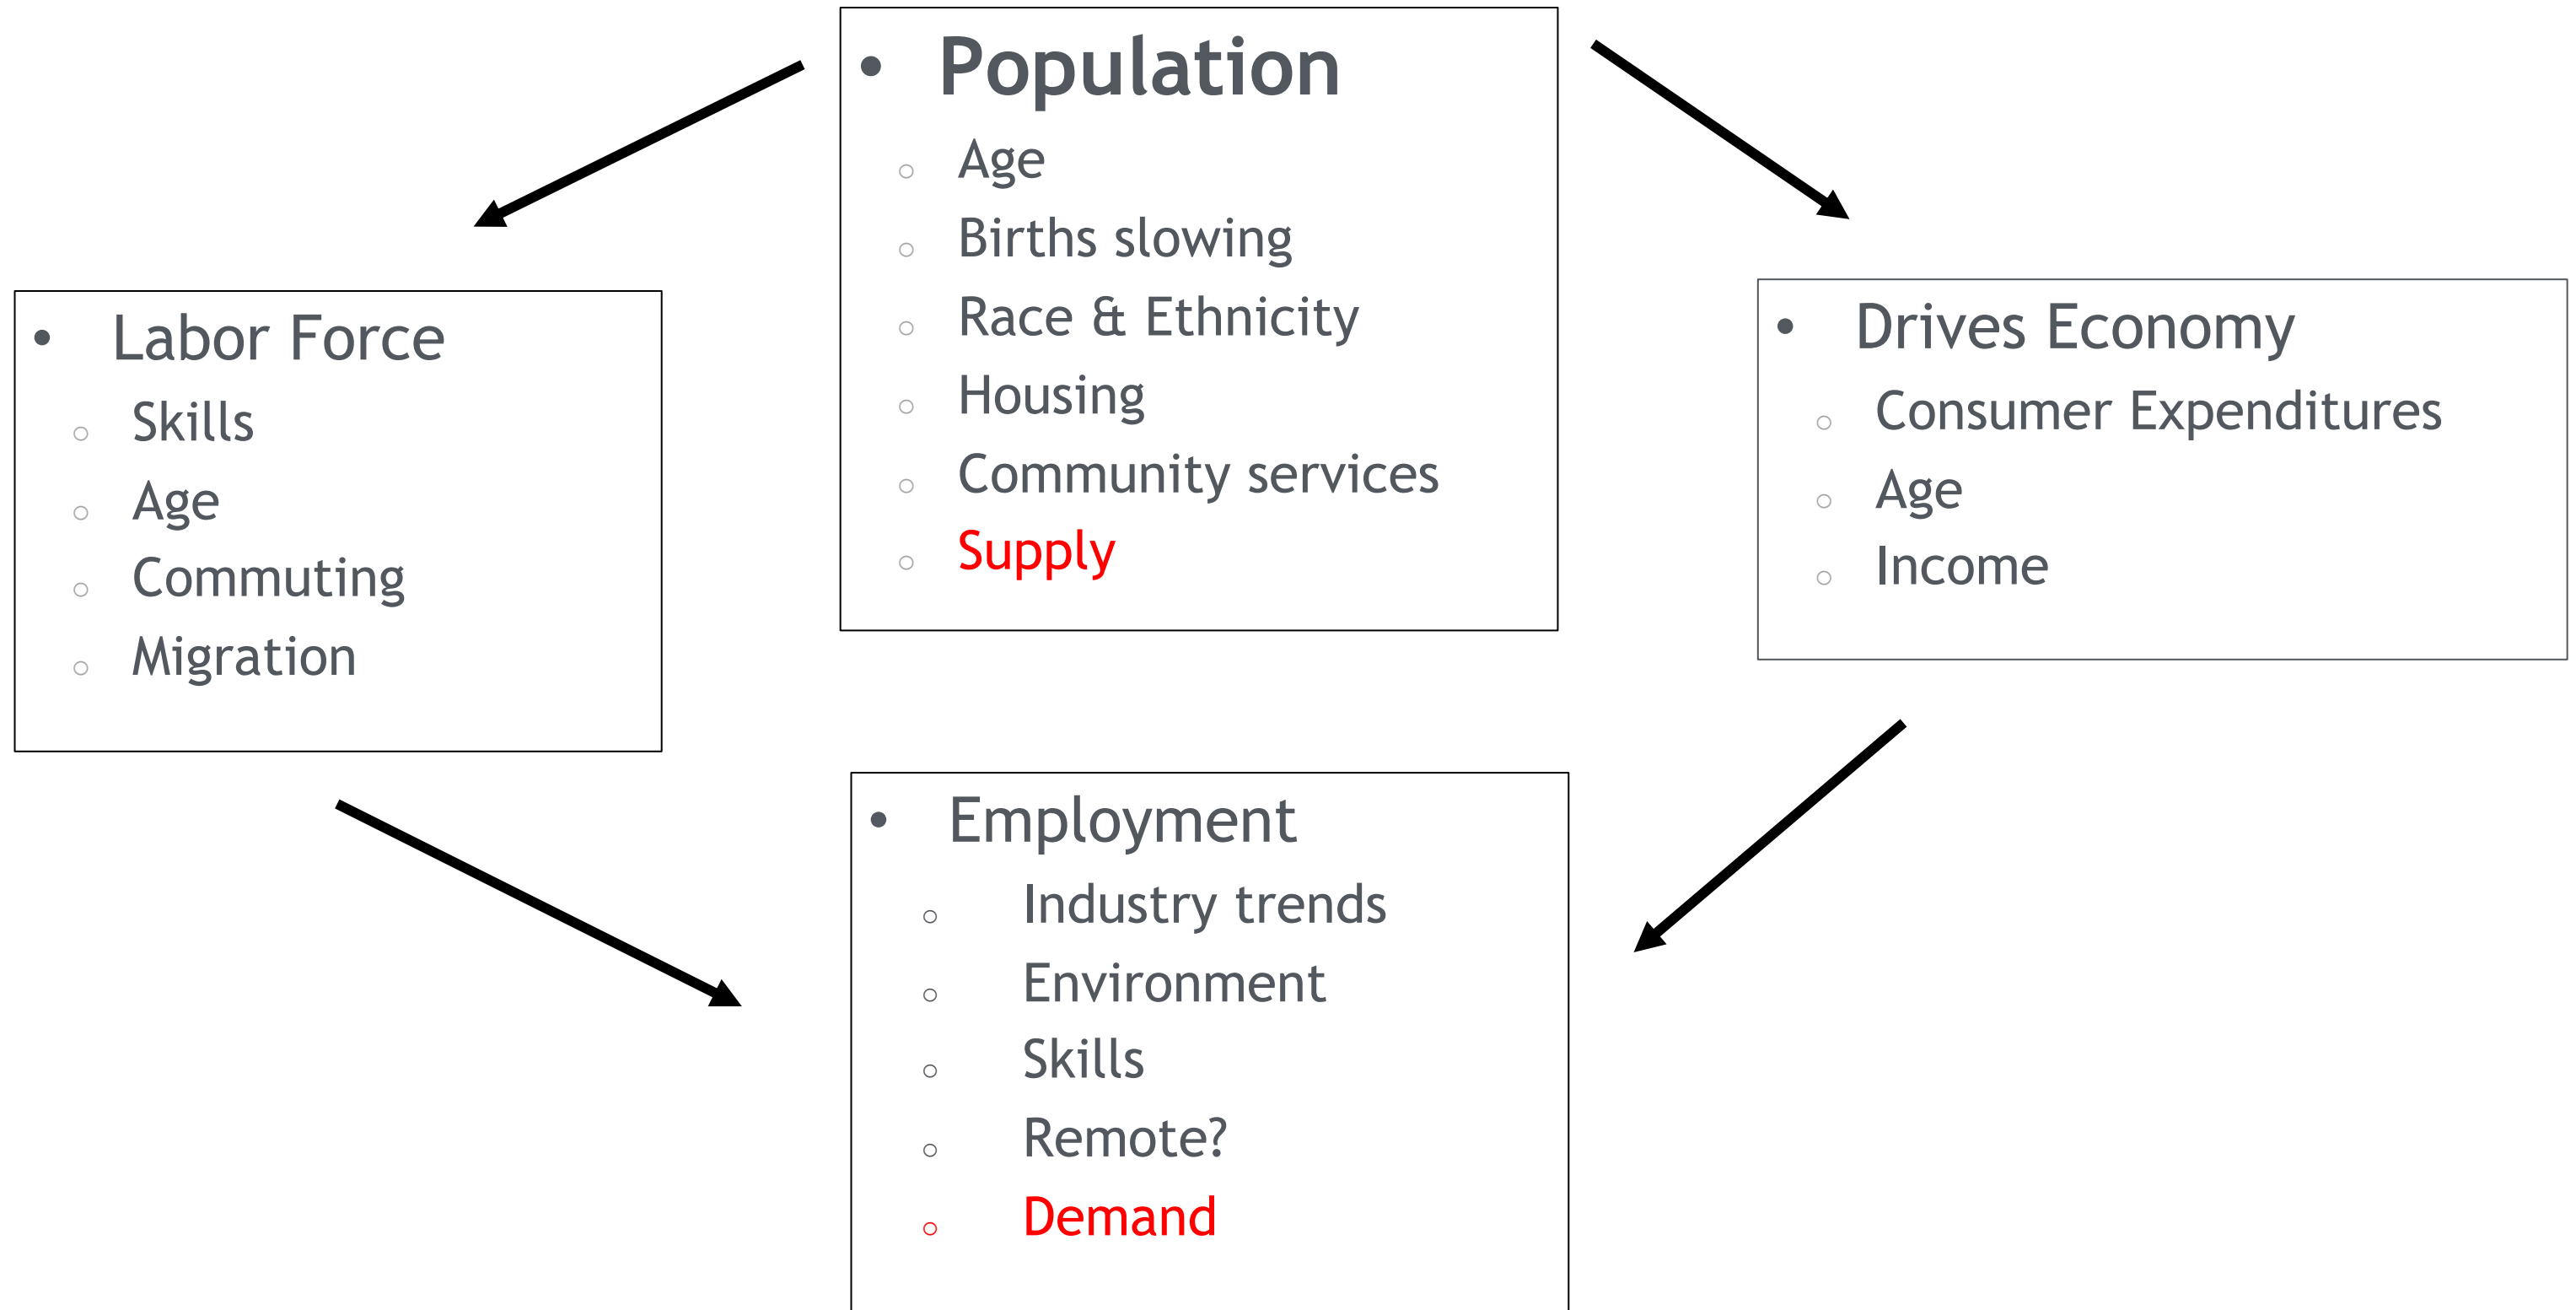 • Population
○ Age
○ Births slowing
○ Race & Ethnicity
○ Housing
○ Community services
○ Supply
• Labor Force
○ Skills
○ Age
○ Commuting
○ Migration
• Drives Economy
○ Consumer Expenditures
○ Age
○ Income
• Employment
○ Industry trends
○ Environment
○ Skills
○ Remote?
○ Demand